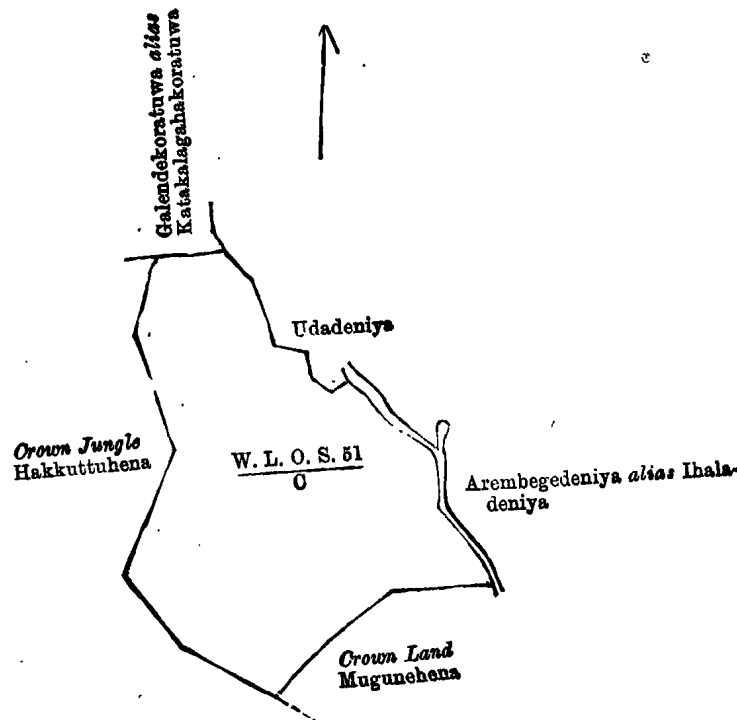 Galendekoratuwa alias
Katakalagahakoratuwa
Udadeniya
Crown Jungle
Hakkuttuhena
W. L. O. S. 51
C
Arembegedeniya alias Ihala-
deniya
Crown Land
Mugunehena